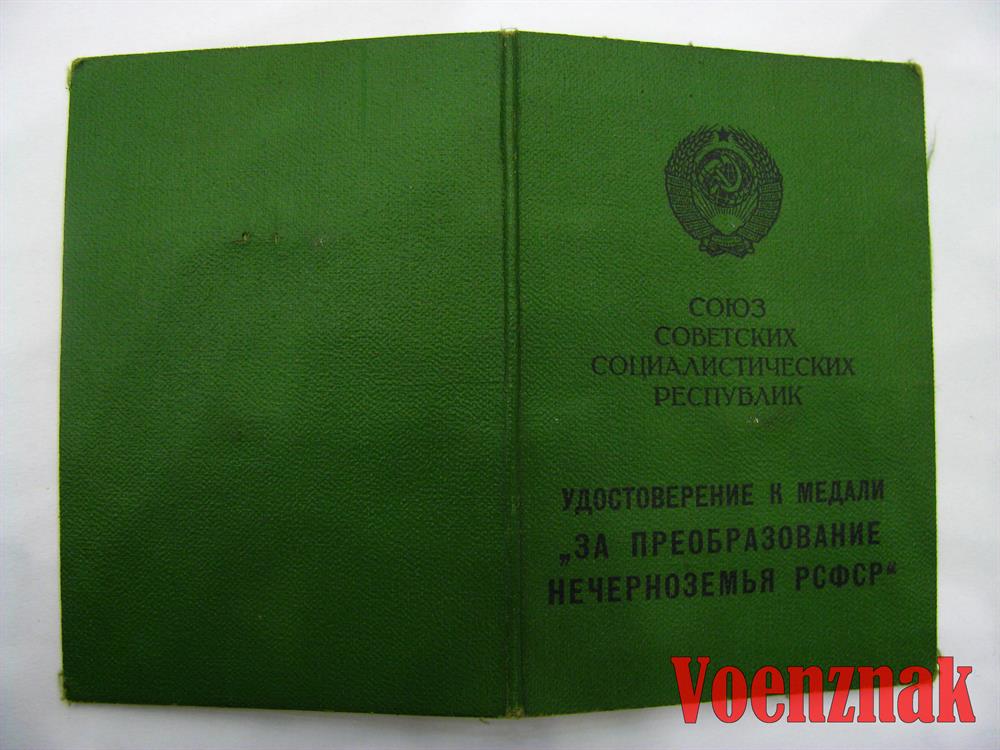 СОЮЗ
СОВЕТСКИХ
СОЦИАЛИСТИЧЕСКИХ
РЕСПУБЛИК
УДОСТОВЕРЕНИЕ К МЕДАЛИ
„ЗА ПРЕОБРАЗОВАНИЕ
НЕЧЕРНОЗЕМЬЯ РСФСР“
Voenznak